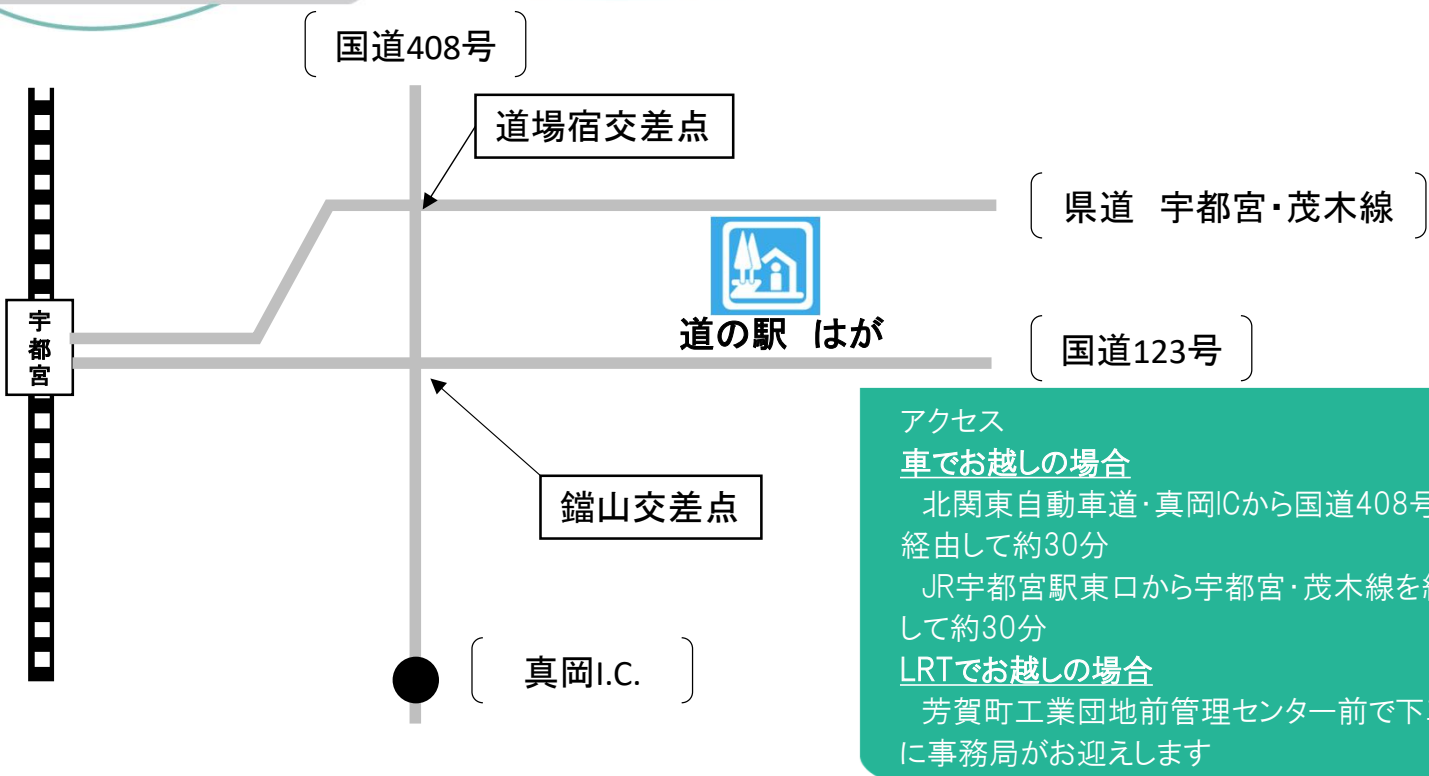 国道408号
道場宿交差点
県道　宇都宮・茂木線
道の駅　はが
宇都宮
国道123号
鐺山交差点
真岡I.C.
アクセス
車でお越しの場合
北関東自動車道・真岡ICから国道408号
経由して約30分
JR宇都宮駅東口から宇都宮・茂木線を
して約30分
LRTでお越しの場合
芳賀町工業団地前管理センター前で下
に事務局がお迎えします